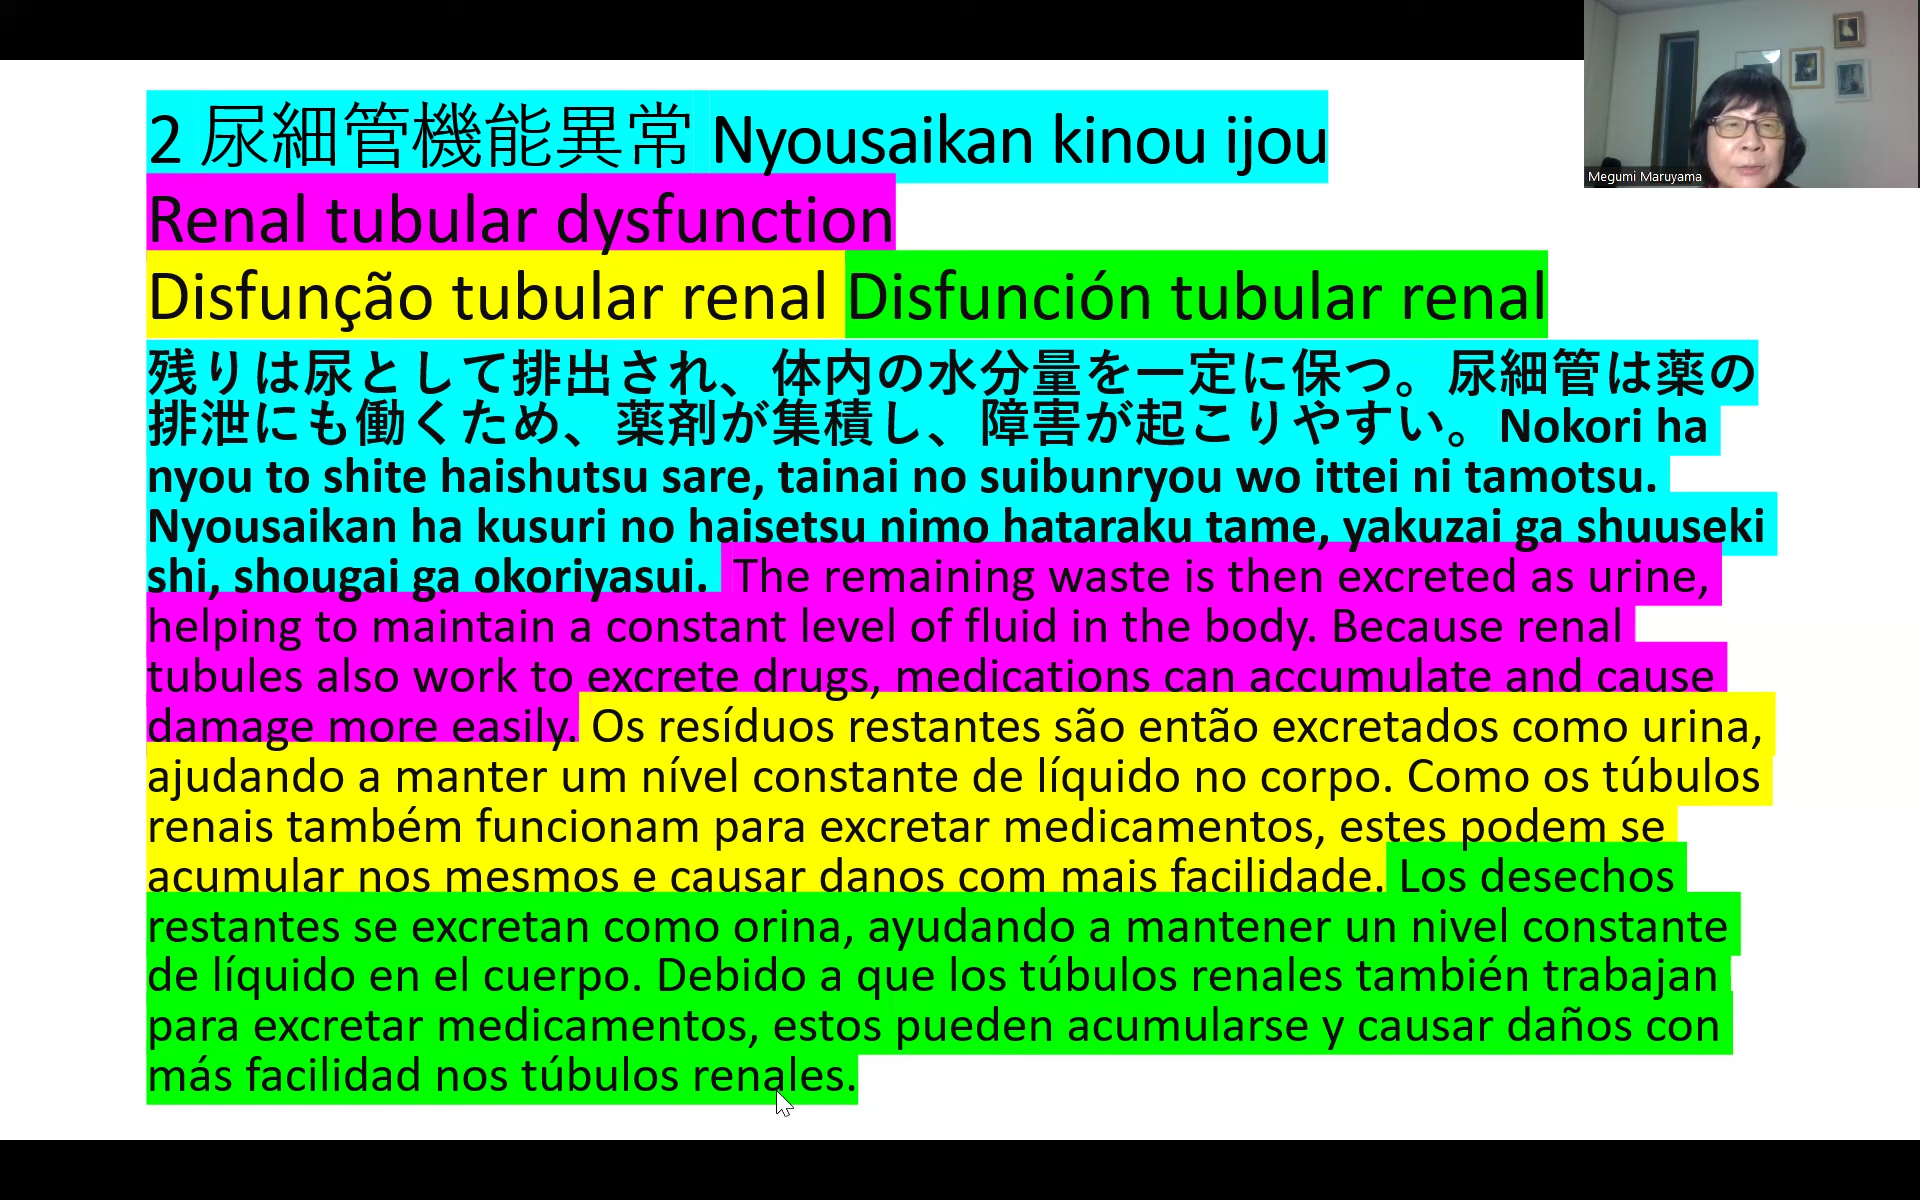 2 尿細管機能異常 Nyousaikan kinou ijou
Renal tubular dysfunction
Disfunção tubular renal Disfunción tubular renal
残りは尿として排出され、体内の水分量を一定に保つ。尿細管は薬の
排泄にも働くため、薬剤が集積し、障害が起こりやすい。Nokori ha
nyou to shite haishutsu sare, tainai no suibunryou wo ittei ni tamotsu.
Nyousaikan ha kusuri no haisetsu nimo hataraku tame, yakuzai ga shuuseki
shi, shougai ga okoriyasui. The remaining waste is then excreted as urine,
helping to maintain a constant level of fluid in the body. Because renal
tubules also work to excrete drugs, medications can accumulate and cause
damage more easily. Os resíduos restantes são então excretados como urina,
ajudando a manter um nível constante de líquido no corpo. Como os túbulos
renais também funcionam para excretar medicamentos, estes podem se
acumular nos mesmos e causar danos com mais facilidade. Los desechos
restantes se excretan como orina, ayudando a mantener un nivel constante
de líquido en el cuerpo. Debido a que los túbulos renales también trabajan
para excretar medicamentos, estos pueden acumularse y causar daños con
más facilidad nos túbulos renales.
Megumi Maruyama